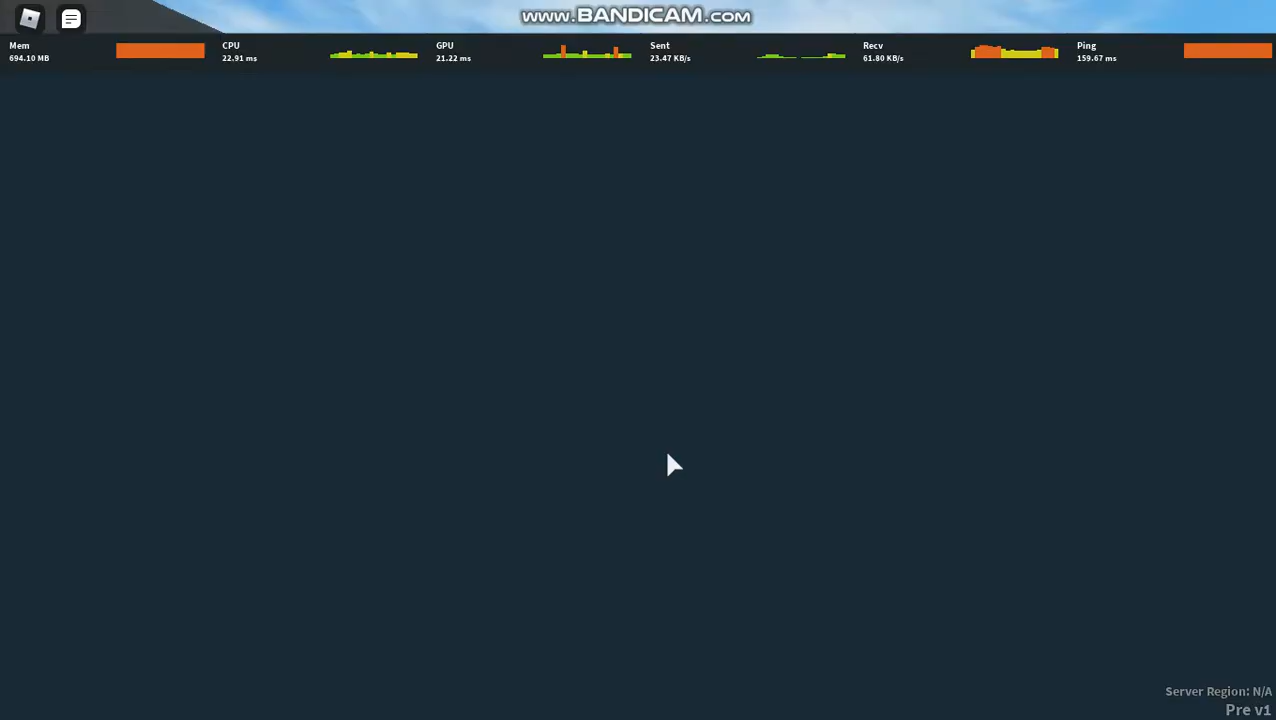 www.BANDICAM.com
Mem
694.10 MB
CPU
22.91 ms
GPU
21.22 ms
Sent
23.47 KB/s
Recv
61.80 KB/s
Ping
159.67 ms
Server Region: N/A
Pre v1